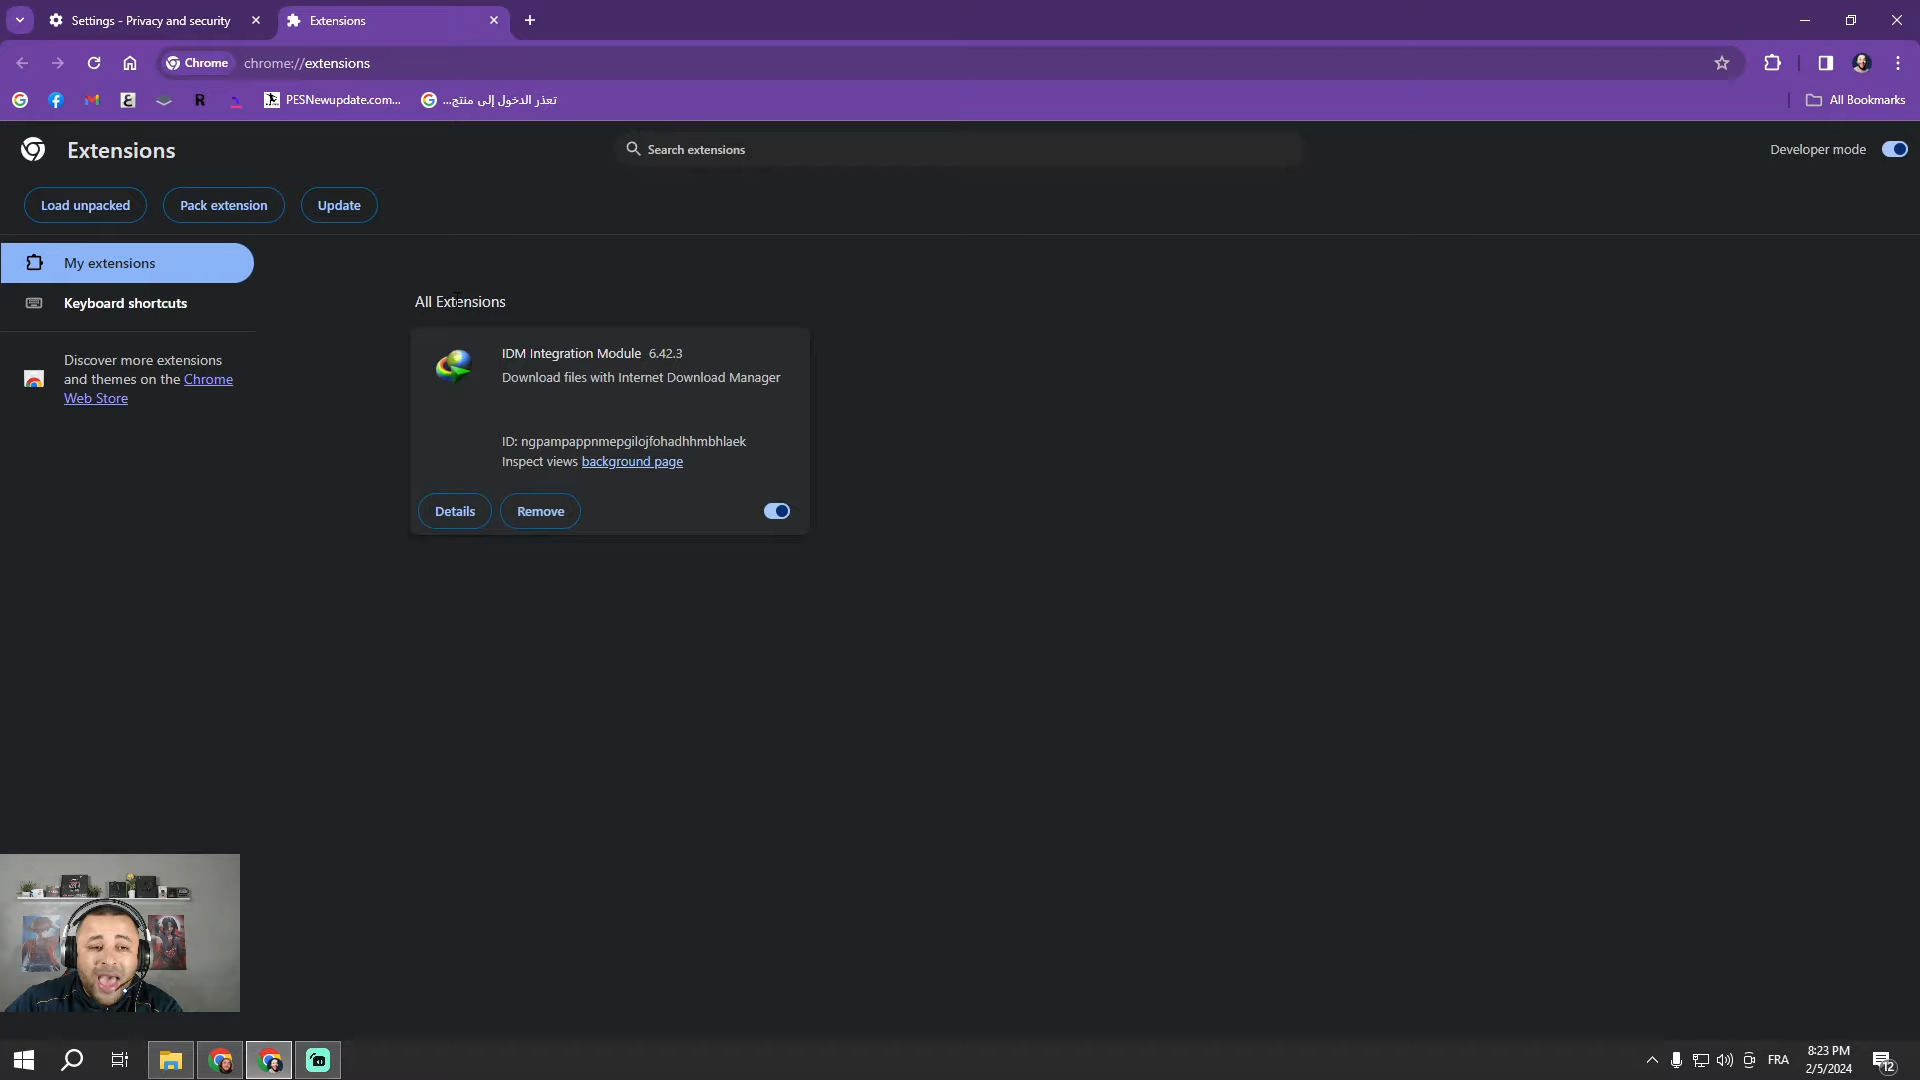 Settings - Privacy and security
Extensions
Chrome
chrome://extensions
PESNewupdate.com...
تعذر الدخول إلى منتج...
All Bookmarks
Extensions
Search extensions
Developer mode
Load unpacked
Pack extension
Update
My extensions
Keyboard shortcuts
Discover more extensions
and themes on the Chrome
Web Store
All Extensions
IDM Integration Module 6.42.3
Download files with Internet Download Manager
ID: ngpampappnmepgilojfohadhhmbhlaek
Inspect views background page
Details
Remove
FRA
8:23 PM
2/5/2024
12